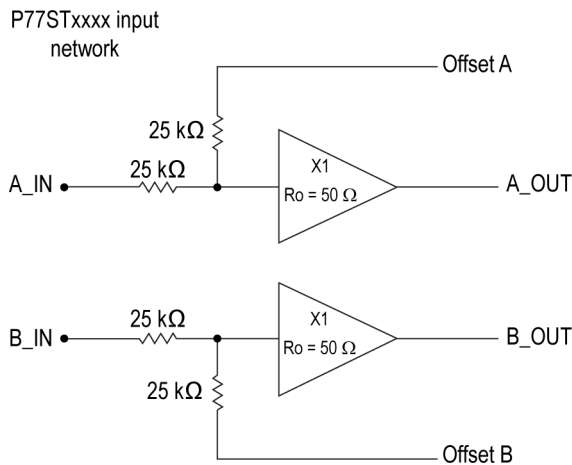 P77STxxxx input
network
Offset A
25 kΩ
25 kΩ
X1
A_IN
Ro = 50 Ω
A_OUT
25 kΩ
X1
B_IN
Ro = 50 Ω
B_OUT
25 kΩ
Offset B